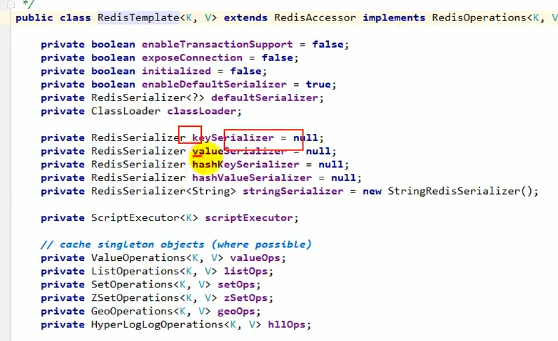 */
public class RedisTemplate<K, V> extends RedisAccessor implements RedisOperations<K, V
private boolean enableTransactionSupport = false;
private boolean exposeConnection = false;
private boolean initialized = false;
private boolean enableDefaultSerializer = true;
private RedisSerializer<?> defaultSerializer;
private ClassLoader classLoader;
private RedisSerializer keySerializer = null;
private RedisSerializer valueSerializer = null;
private RedisSerializer hashKeySerializer = null;
private RedisSerializer hashValueSerializer = null;
private RedisSerializer<String> stringSerializer = new StringRedisSerializer();
private ScriptExecutor<K> scriptExecutor;
// cache singleton objects (where possible)
private ValueOperations<K, V> valueOps;
private ListOperations<K, V> listOps;
private SetOperations<K, V> setOps;
private ZSetOperations<K, V> zSetOps;
private GeoOperations<K, V> geoOps;
private HyperLogLogOperations<K, V> hllOps;